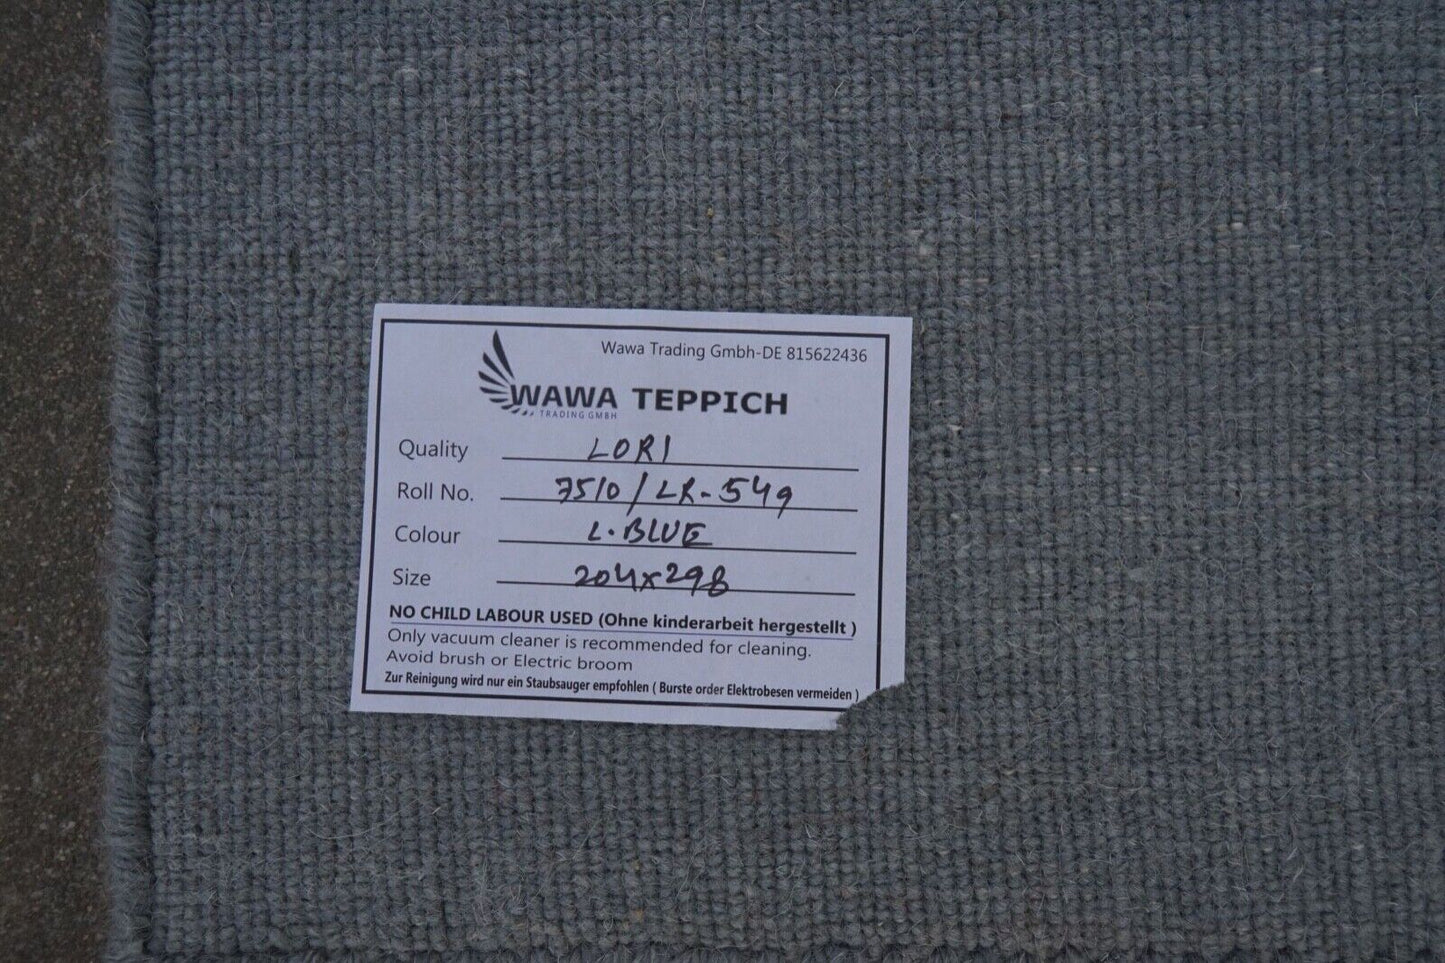 Wawa Trading Gmbh-DE 815622436
WAWA TEPPICH
TRADING GMBH
Quality LORI
Roll No. 7510/LR-549
Colour L.BLUE
Size 204x298
NO CHILD LABOUR USED (Ohne kinderarbeit hergestellt )
Only vacuum cleaner is recommended for cleaning.
Avoid brush or Electric broom
Zur Reinigung wird nur ein Staubsauger empfohlen ( Burste order Elektrobesen vermeiden )